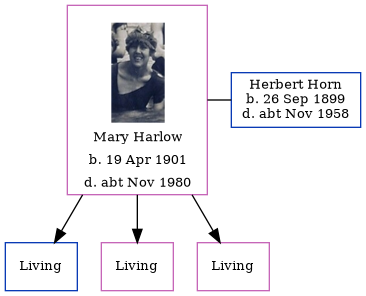 Mary Harlow
b. 19 Apr 1901
d. abt Nov 1980
Herbert Horn
b. 26 Sep 1899
d. abt Nov 1958
Living
Living
Living